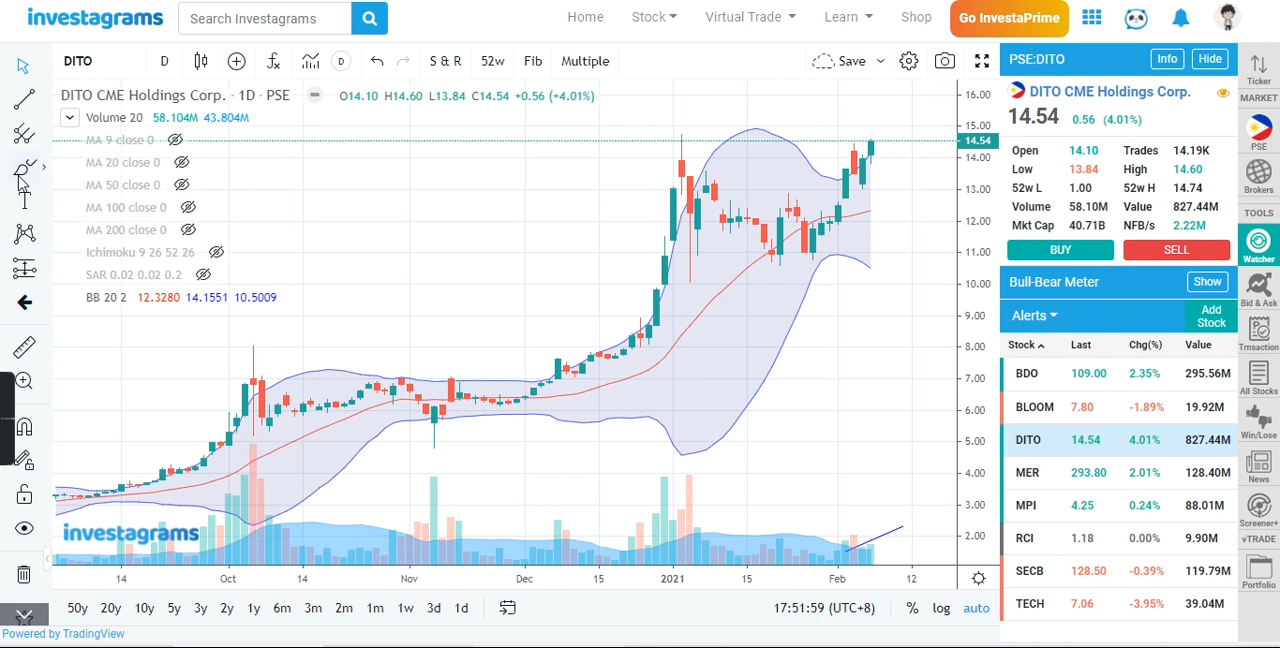 investagrams
Search Investagrams
Home Stock Virtual Trade Learn Shop
Go InvestaPrime
DITO D D S & R 52w Fib Multiple Save
DITO CME Holdings Corp. · 1D · PSE O14.10 H14.60 L13.84 C14.54 +0.56 (+4.01%)
Volume 20 58.104M 43.804M
MA 9 close 0
MA 20 close 0
MA 50 close 0
MA 100 close 0
MA 200 close 0
Ichimoku 9 26 52 26
SAR 0.02 0.02 0.2
BB 20 2 12.3280 14.1551 10.5009
16.00
15.00
14.54
14.00
13.00
12.00
11.00
10.00
9.00
8.00
7.00
6.00
5.00
4.00
3.00
2.00
investagrams
14 Oct 14 Nov Dec 15 2021 15 Feb 12
50y 20y 10y 5y 3y 2y 1y 6m 3m 2m 1m 1w 3d 1d 17:51:59 (UTC+8) % log auto
Powered by TradingView
PSE:DITO Info Hide
DITO CME Holdings Corp.
14.54 0.56 (4.01%)
Open 14.10 Trades 14.19K
Low 13.84 High 14.60
52w L 1.00 52w H 14.74
Volume 58.10M Value 827.44M
Mkt Cap 40.71B NFB/s 2.22M
BUY SELL
Bull-Bear Meter Show
Alerts Add Stock
Stock Last Chg(%) Value
BDO 109.00 2.35% 295.56M
BLOOM 7.80 -1.89% 19.92M
DITO 14.54 4.01% 827.44M
MER 293.80 2.01% 128.40M
MPI 4.25 0.24% 88.01M
RCI 1.18 0.00% 9.90M
SECB 128.50 -0.39% 119.79M
TECH 7.06 -3.95% 39.04M
Ticker
MARKET
PSE
Brokers
TOOLS
Watcher
Bid & Ask
Trnsaction
All Stocks
Win/Lose
News
Screener+
vTRADE
Portfolio